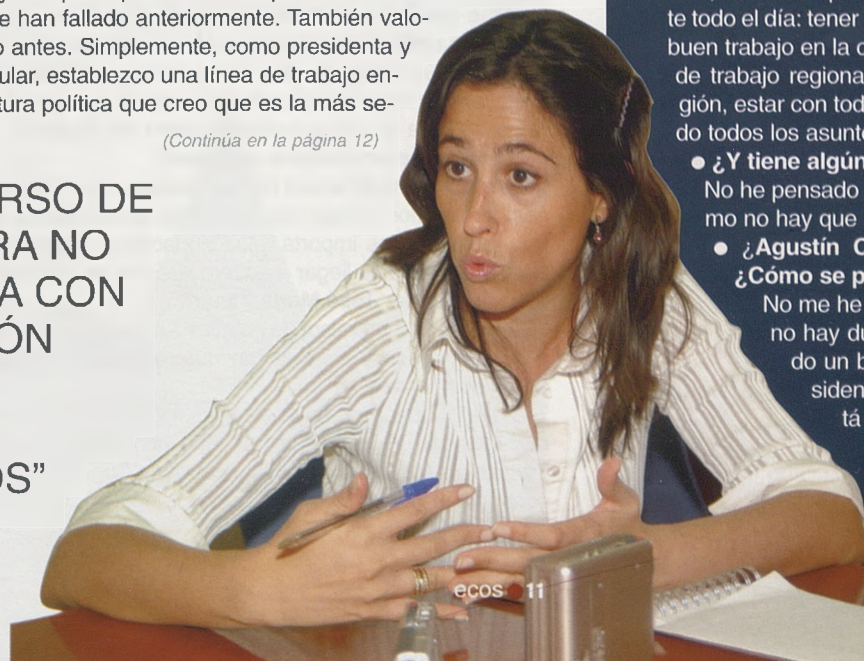 e han fallado anteriormente. También valo-
o antes. Simplemente, como presidenta y
ular, establezco una línea de trabajo en-
tura política que creo que es la más se-
(Continúa en la página 12)
RSO DE
RA NO
A CON
ÓN
OS”
te todo el día: tener
buen trabajo en la
de trabajo regiona
gión, estar con tod
do todos los asunt
● ¿Y tiene algún
No he pensado
mo no hay que
● ¿Agustín C
¿Cómo se p
No me he
no hay du
do un b
siden
tá
ecos ● 11